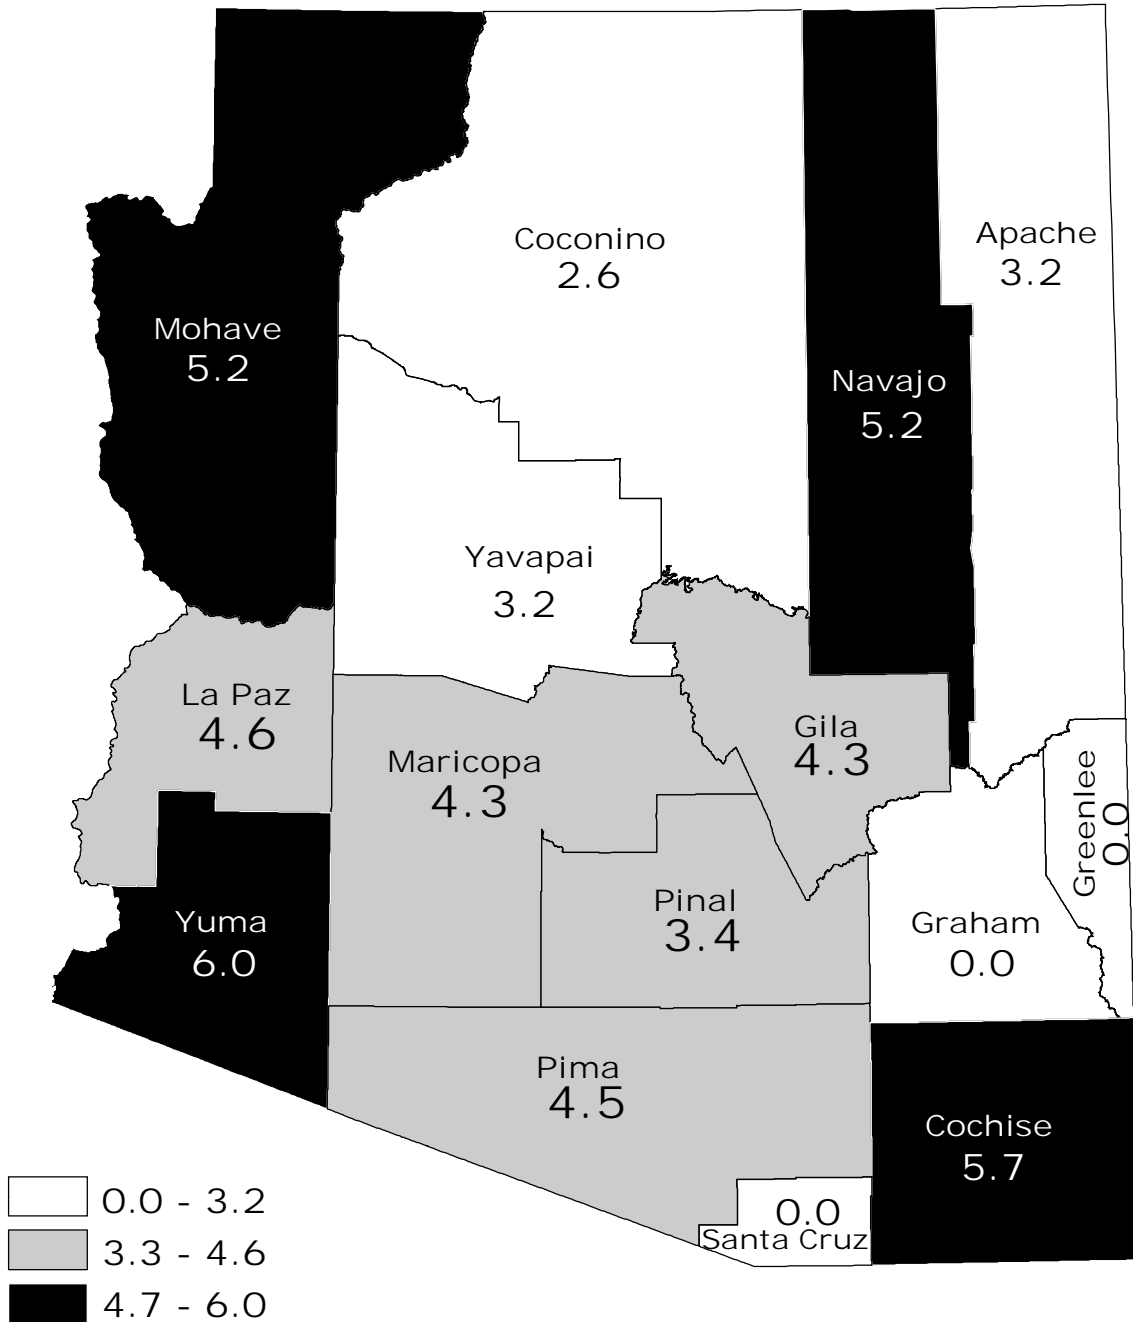 Coconino
2.6
Apache
3.2
Mohave
5.2
Navajo
5.2
Yavapai
3.2
La Paz
4.6
Gila
4.3
Maricopa
4.3
Greenlee
0.0
Pinal
3.4
Yuma
6.0
Graham
0.0
Pima
4.5
Cochise
5.7
0.0
Santa Cruz
0.0 - 3.2
3.3 - 4.6
4.7 - 6.0